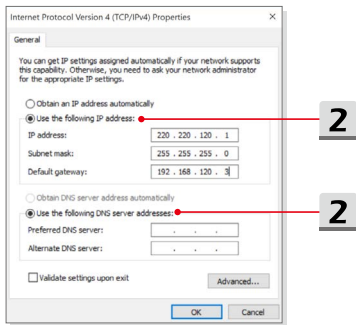 Internet Protocol Version 4 (TCP/IPv4) Properties
General
You can get IP settings assigned automatically if your network supports
this capability. Otherwise, you need to ask your network administrator
for the appropriate IP settings.
Obtain an IP address automatically
Use the following IP address:
2
IP address: 220 . 220 . 120 . 1
Subnet mask: 255 . 255 . 255 . 0
Default gateway: 192 . 168 . 120 . 3
Obtain DNS server address automatically
Use the following DNS server addresses:
2
Preferred DNS server: . . .
Alternate DNS server: . . .
Validate settings upon exit
Advanced...
OK Cancel